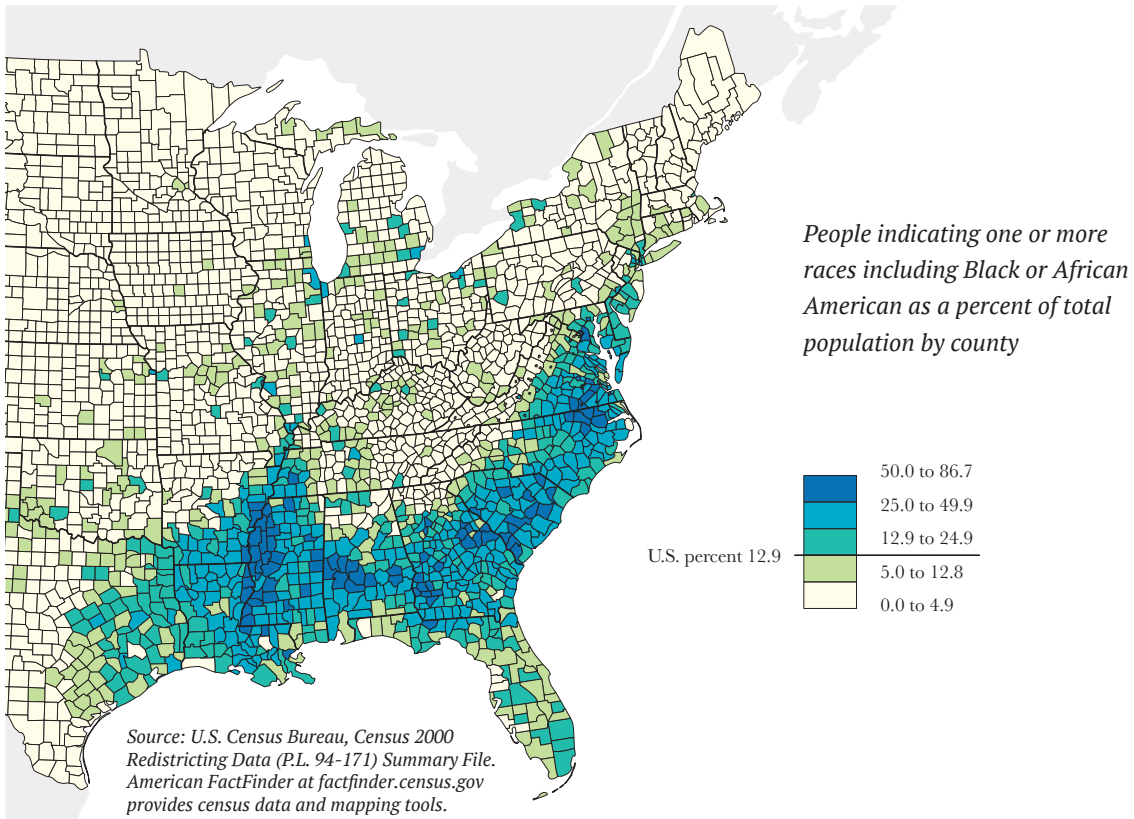 People indicating one or more
races including Black or African
American as a percent of total
population by county
50.0 to 86.7
25.0 to 49.9
12.9 to 24.9
U.S. percent 12.9
5.0 to 12.8
0.0 to 4.9
Source: U.S. Census Bureau, Census 2000
Redistricting Data (P.L. 94-171) Summary File.
American FactFinder at factfinder.census.gov
provides census data and mapping tools.